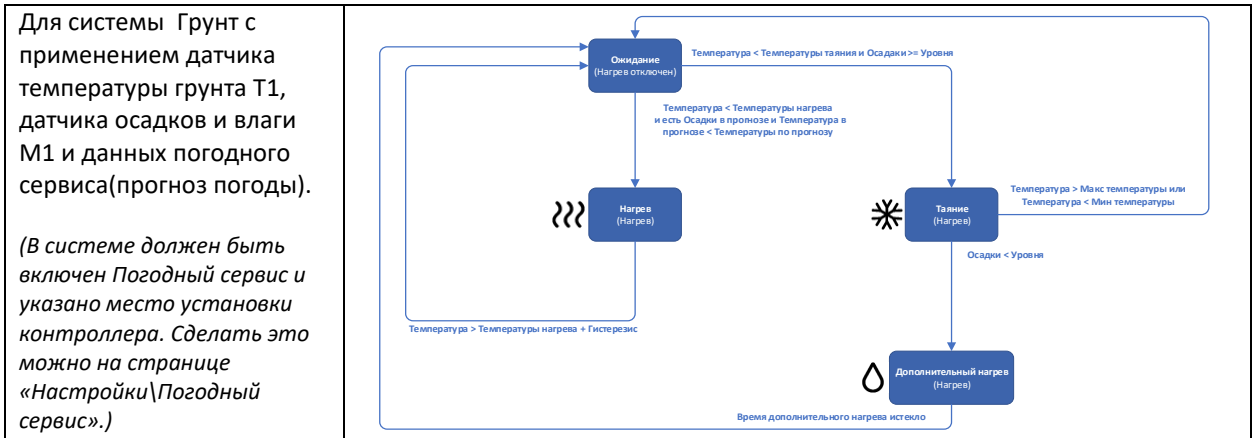 Для системы Грунт с
применением датчика
температуры грунта T1,
датчика осадков и влаги
M1 и данных погодного
сервиса(прогноз погоды).
(В системе должен быть
включен Погодный сервис и
указано место установки
контроллера. Сделать это
можно на странице
«Настройки\Погодный
сервис».)
Ожидание
(Нагрев отключен)
Температура < Температуры таяния и Осадаки>= Уровня
Температура < Температуры нагрева
и есть Осадки в прогнозе и Температура в
прогнозе < Температуры по прогнозу
Нагрев
(Нагрев)
Таяние
(Нагрев)
Температура > Макс температуры или
Температура < Мин температуры
Осадки < Уровня
Температура > Температуры нагрева + Гистерезис
Дополнительный нагрев
(Нагрев)
Время дополнительного нагрева истекло